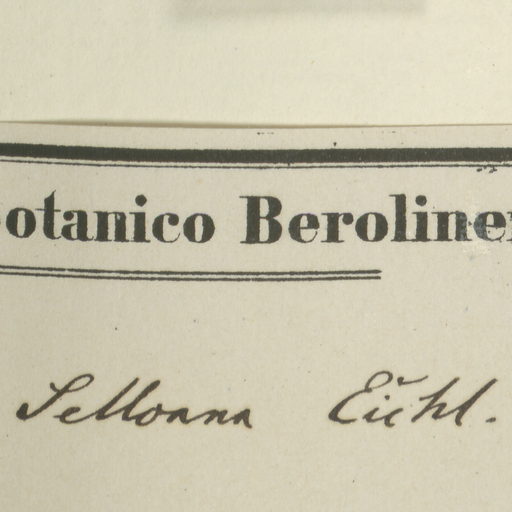 otanico Beroline
Selloana Eichl.